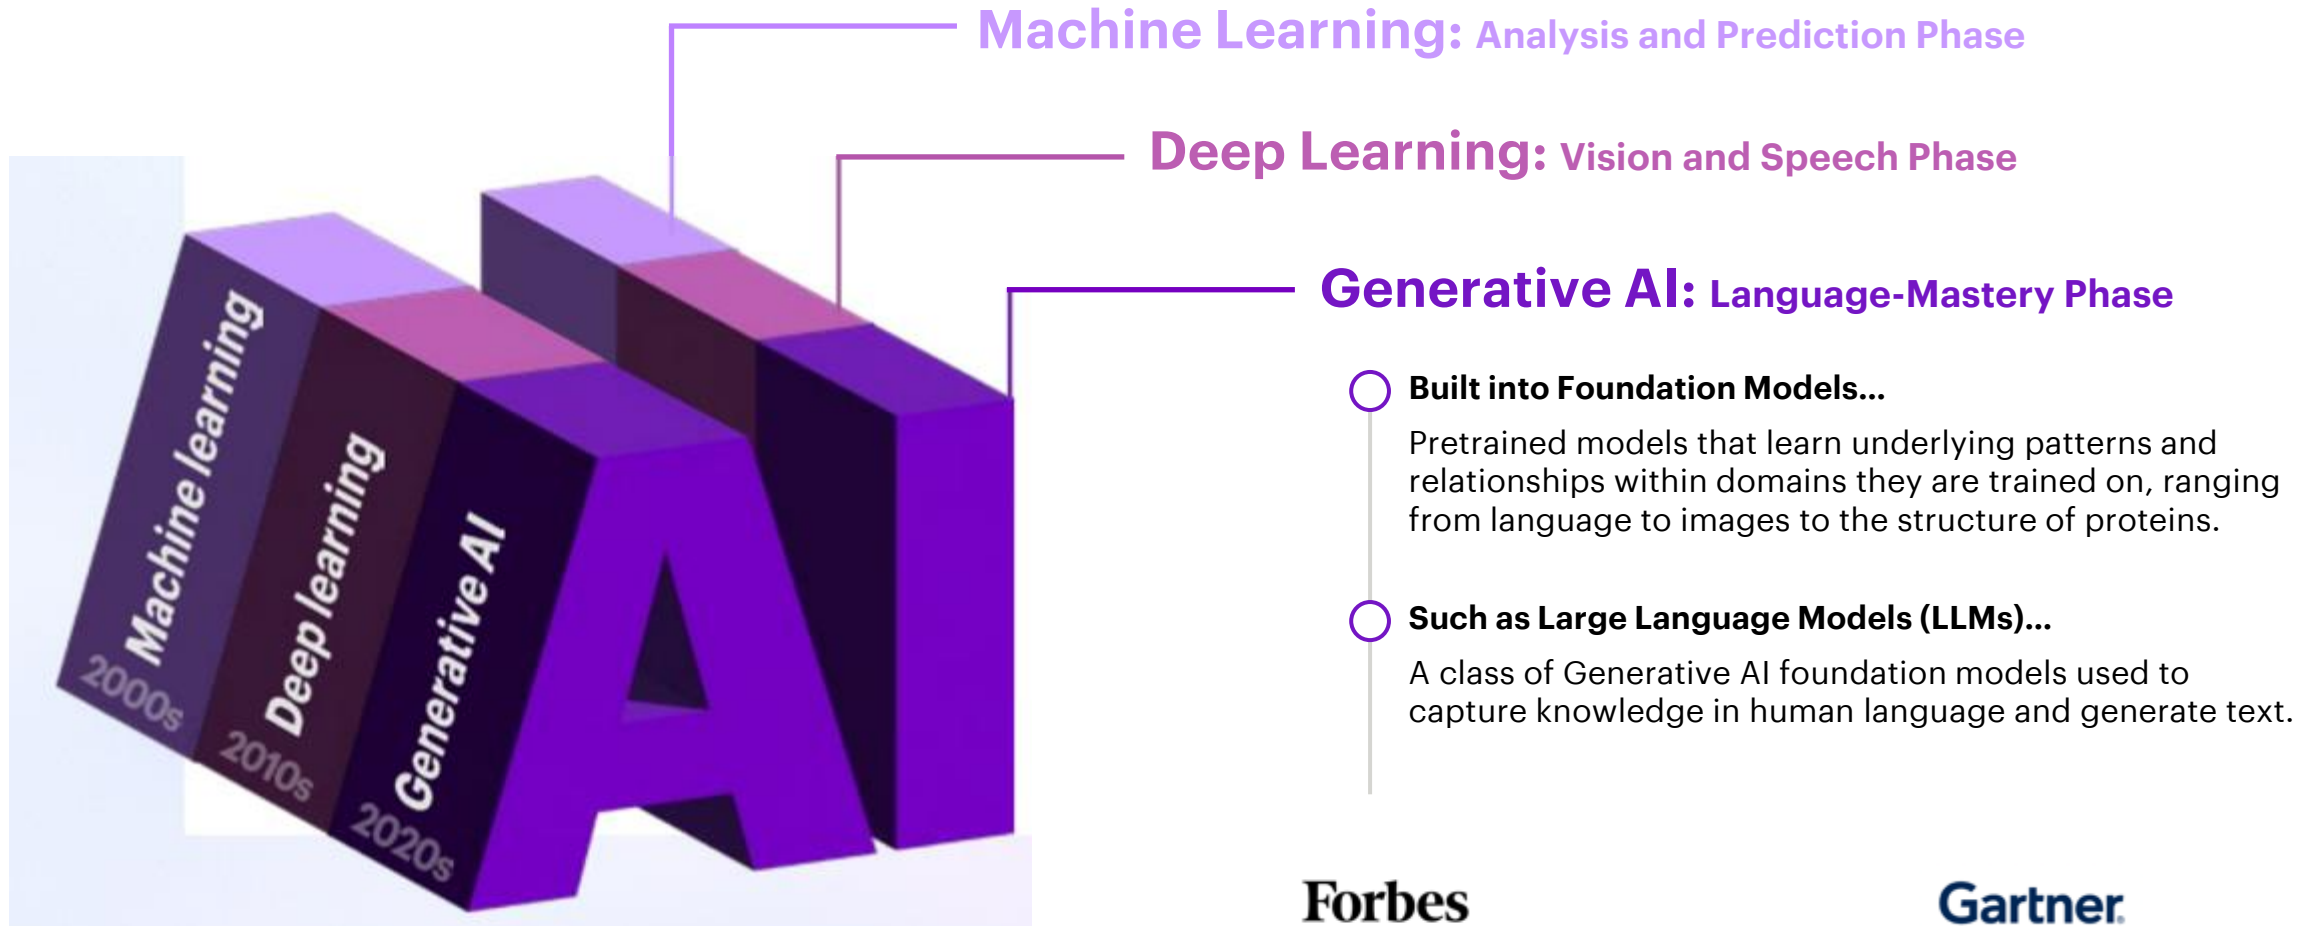 Machine Learning: Analysis and Prediction Phase
Deep Learning: Vision and Speech Phase
Generative AI: Language-Mastery Phase
Built into Foundation Models...
Pretrained models that learn underlying patterns and
relationships within domains they are trained on, ranging
from language to images to the structure of proteins.
Such as Large Language Models (LLMs)...
A class of Generative AI foundation models used to
capture knowledge in human language and generate text.
Machine learning
2000s
Deep learning
2010s
Generative AI
2020s
Forbes
Gartner.